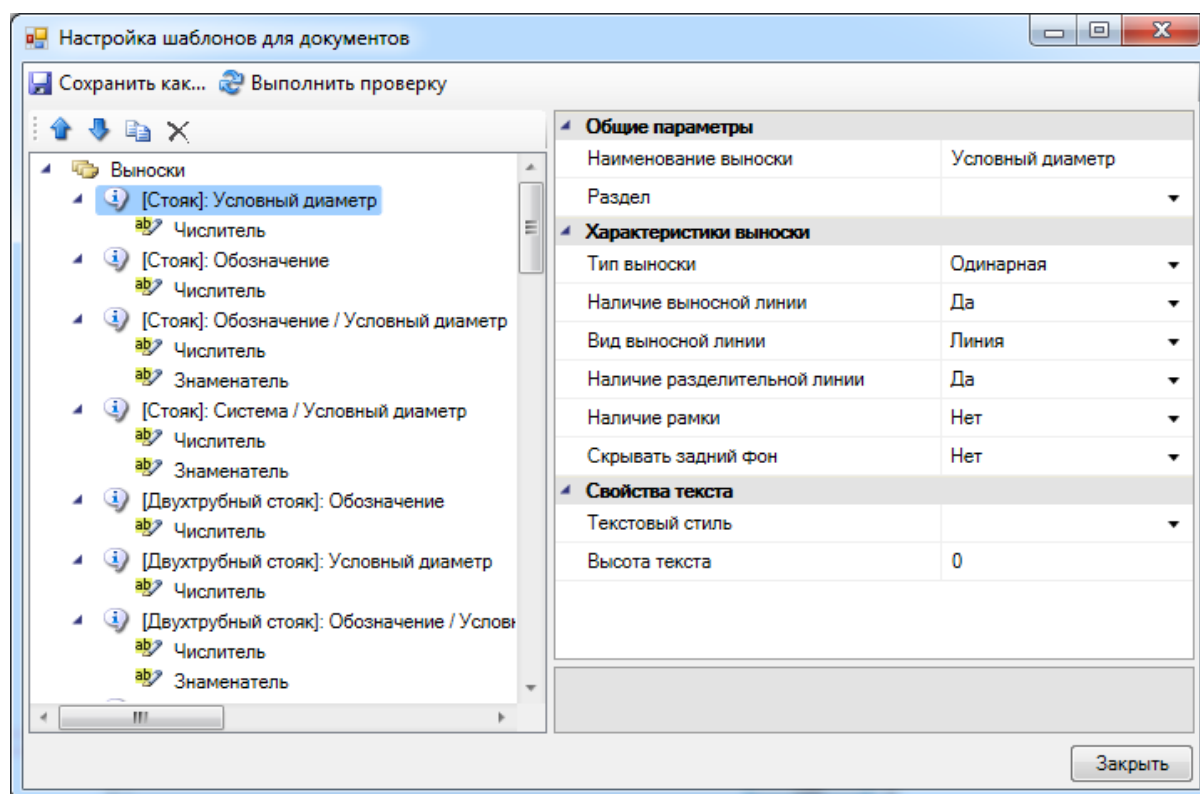 Настройка шаблонов для документов
Сохранить как... Выполнить проверку
Выноски
[Стояк]: Условный диаметр
Числитель
[Стояк]: Обозначение
Числитель
[Стояк]: Обозначение / Условный диаметр
Числитель
Знаменатель
[Стояк]: Система / Условный диаметр
Числитель
Знаменатель
[Двухтрубный стояк]: Обозначение
Числитель
[Двухтрубный стояк]: Условный диаметр
Числитель
[Двухтрубный стояк]: Обозначение / Услов
Числитель
Знаменатель
Общие параметры
Наименование выноски Условный диаметр
Раздел
Характеристики выноски
Тип выноски Одинарная
Наличие выносной линии Да
Вид выносной линии Линия
Наличие разделительной линии Да
Наличие рамки Нет
Скрывать задний фон Нет
Свойства текста
Текстовый стиль
Высота текста 0
Закрыть